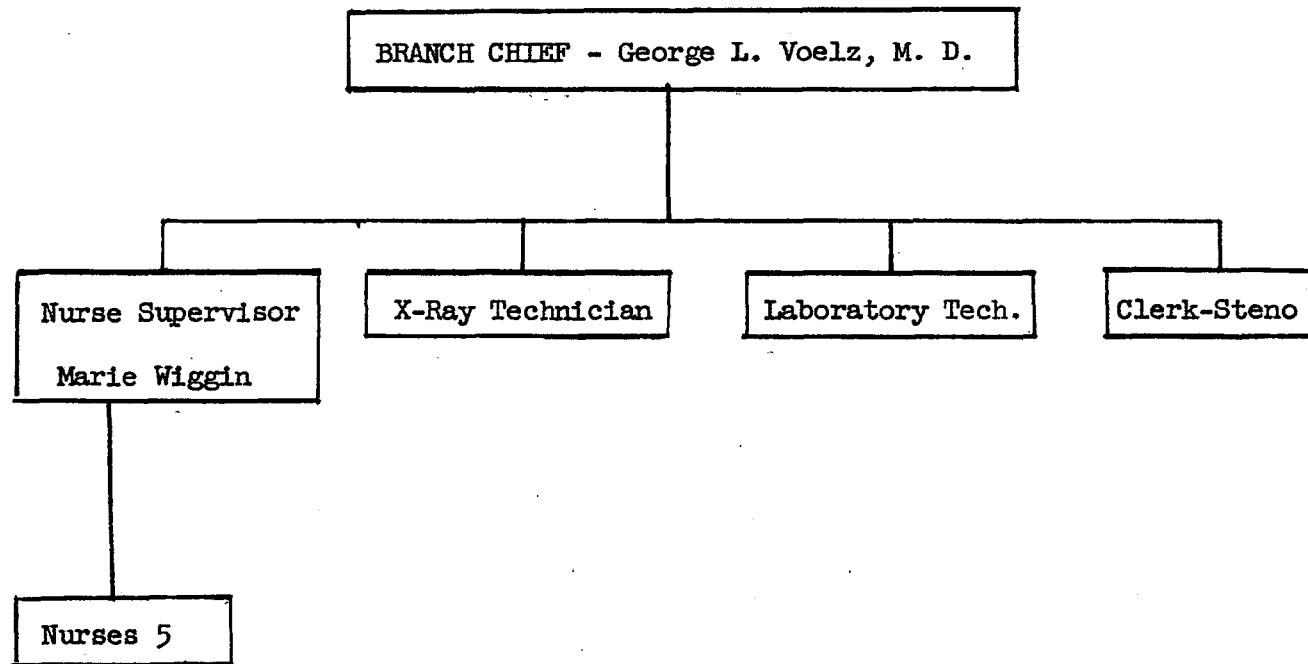 BRANCH CHIEF - George L. Voelz, M. D.
Nurse Supervisor
Marie Wiggin
X-Ray Technician
Laboratory Tech.
Clerk-Steno
Nurses 5